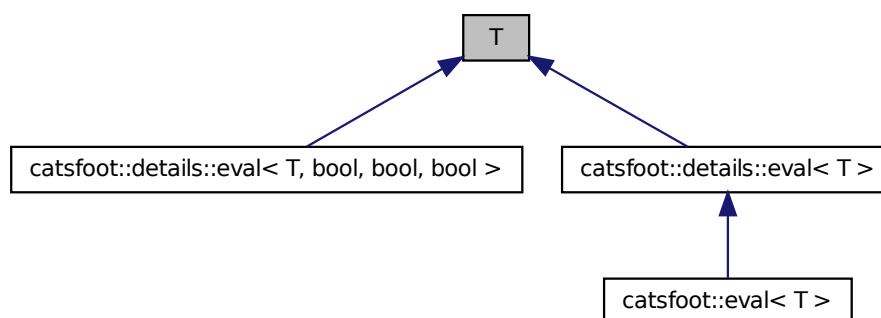 T
catsfoot::details::eval< T, bool, bool, bool >
catsfoot::details::eval< T >
catsfoot::eval< T >